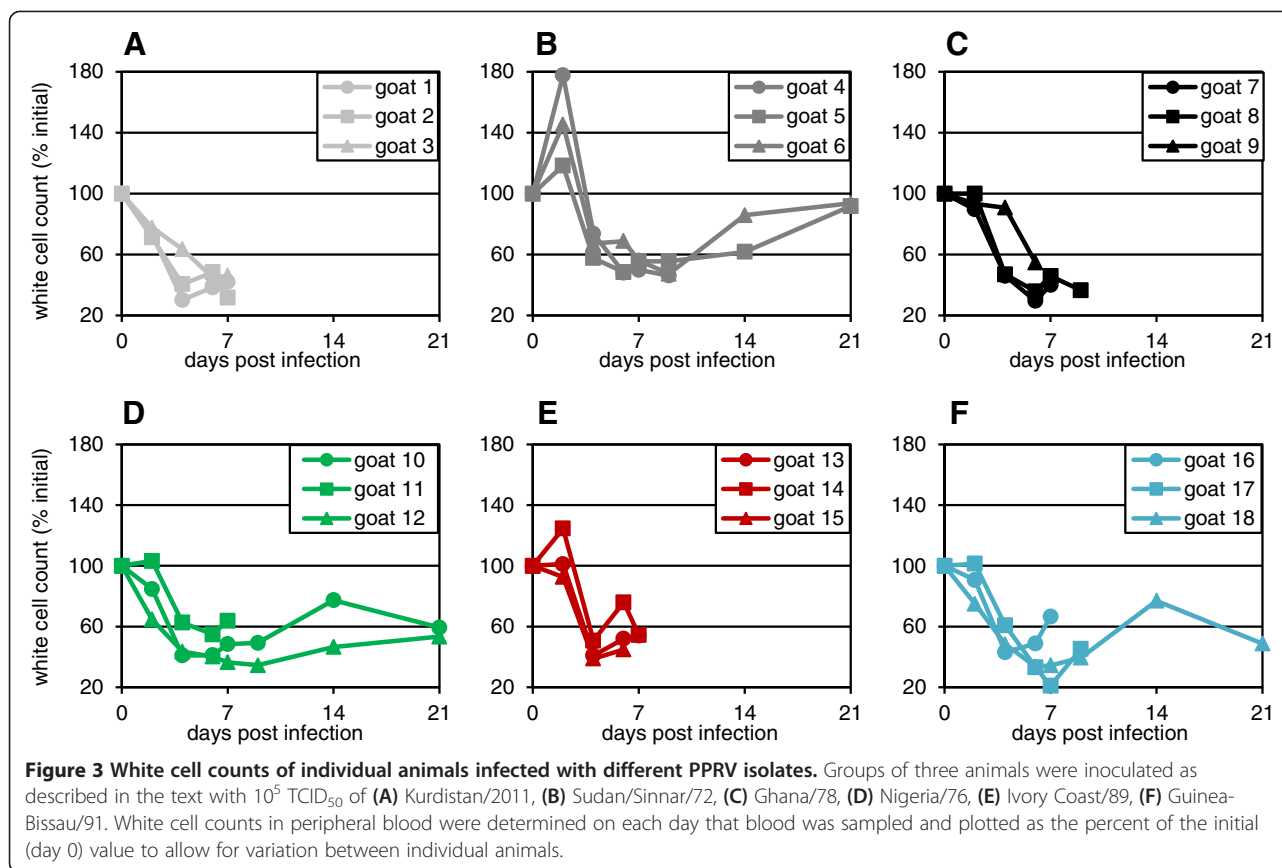 A
B
C
white cell count (% initial)
180
140
100
60
20
goat 1
goat 2
goat 3
0
7
14
21
days post infection
180
140
100
60
20
goat 4
goat 5
goat 6
0
7
14
21
days post infection
180
140
100
60
20
goat 7
goat 8
goat 9
0
7
14
21
days post infection
D
E
F
white cell count (% initial)
180
140
100
60
20
goat 10
goat 11
goat 12
0
7
14
21
days post infection
180
140
100
60
20
goat 13
goat 14
goat 15
0
7
14
21
days post infection
180
140
100
60
20
goat 16
goat 17
goat 18
0
7
14
21
days post infection
Figure 3 White cell counts of individual animals infected with different PPRV isolates. Groups of three animals were inoculated as
described in the text with 10⁵ TCID₅₀ of (A) Kurdistan/2011, (B) Sudan/Sinnar/72, (C) Ghana/78, (D) Nigeria/76, (E) Ivory Coast/89, (F) Guinea-
Bissau/91. White cell counts in peripheral blood were determined on each day that blood was sampled and plotted as the percent of the initial
(day 0) value to allow for variation between individual animals.